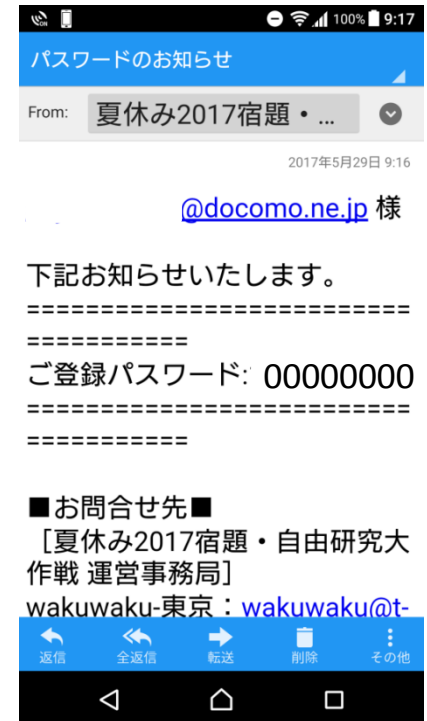 100% 9:17
パスワードのお知らせ
From: 夏休み2017宿題・...
2017年5月29日 9:16
@docomo.ne.jp 様
下記お知らせいたします。
==========================
===========
ご登録パスワード: 00000000
==========================
===========
■お問合せ先■
［夏休み2017宿題・自由研究大
作戦 運営事務局］
wakuwaku-東京：wakuwaku@t-
返信 全返信 転送 削除 その他